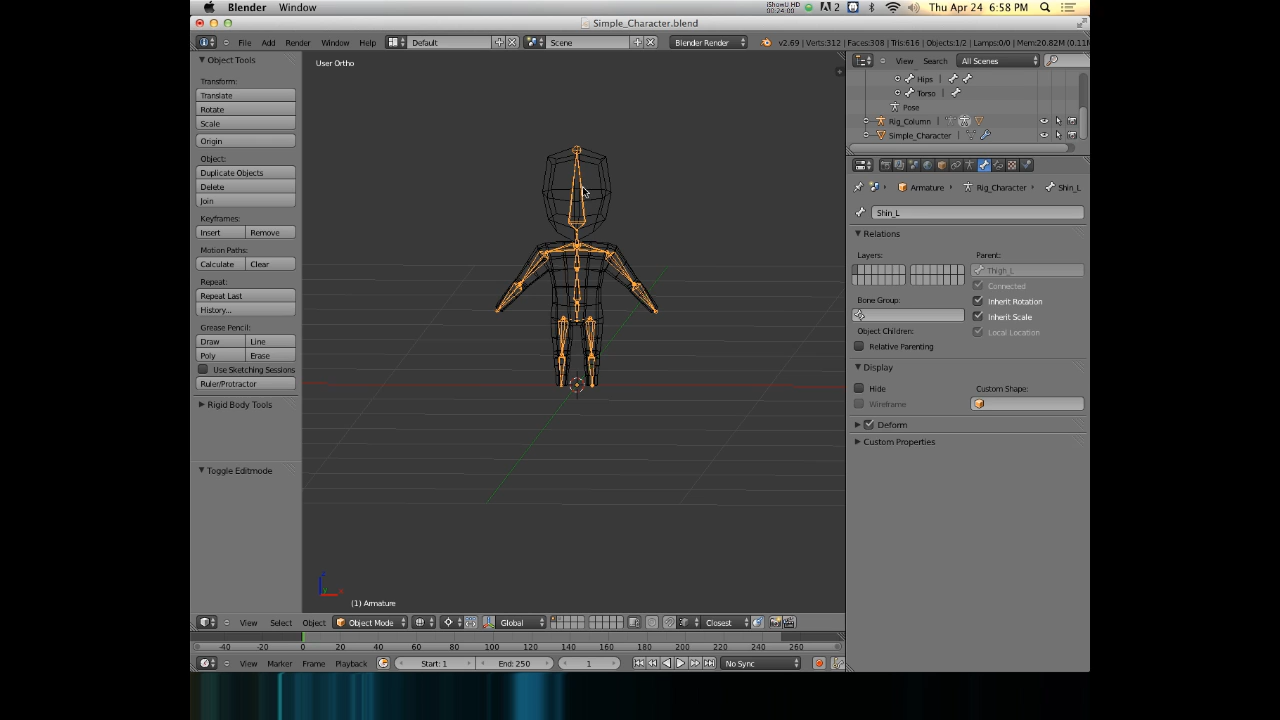 Blender Window iShowU 00:24:09 2 Thu Apr 24 6:58 PM
Simple_Character.blend
File Add Render Window Help Default Scene Blender Render v2.69 | Verts:312 | Faces:308 | Tris:616 | Objects:1/2 | Lamps:0/0 | Mem:20.82M
Object Tools
User Ortho
View Search All Scenes
Hips
Torso
Pose
Rig_Column
Simple_Character
Transform:
Translate
Rotate
Scale
Origin
Object:
Duplicate Objects
Delete
Join
Keyframes:
Insert Remove
Motion Paths:
Calculate Clear
Repeat:
Repeat Last
History...
Grease Pencil:
Draw Line
Poly Erase
Use Sketching Sessions
Ruler/Protractor
Rigid Body Tools
Toggle Editmode
Armature Rig_Character Shin_L
Shin_L
Relations
Layers: Parent:
Thigh_L
Connected
Bone Group: Inherit Rotation
Inherit Scale
Object Children: Local Location
Relative Parenting
Display
Hide Custom Shape:
Wireframe
Deform
Custom Properties
z
y x
(1) Armature
View Select Object Object Mode Global Closest
-40 -20 0 20 40 60 80 100 120 140 160 180 200 220 240 260
View Marker Frame Playback Start: 1 End: 250 1 No Sync